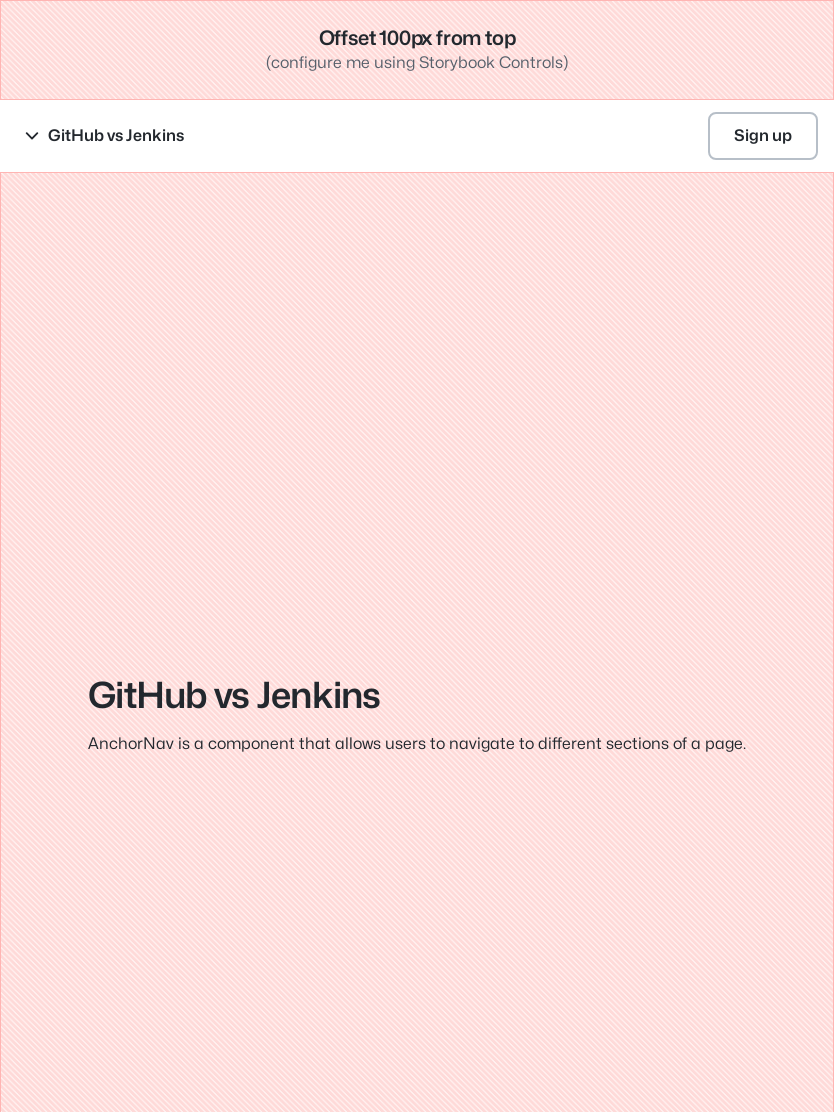 Offset 100px from top
(configure me using Storybook Controls)
GitHub vs Jenkins
Sign up
GitHub vs Jenkins
AnchorNav is a component that allows users to navigate to different sections of a page.